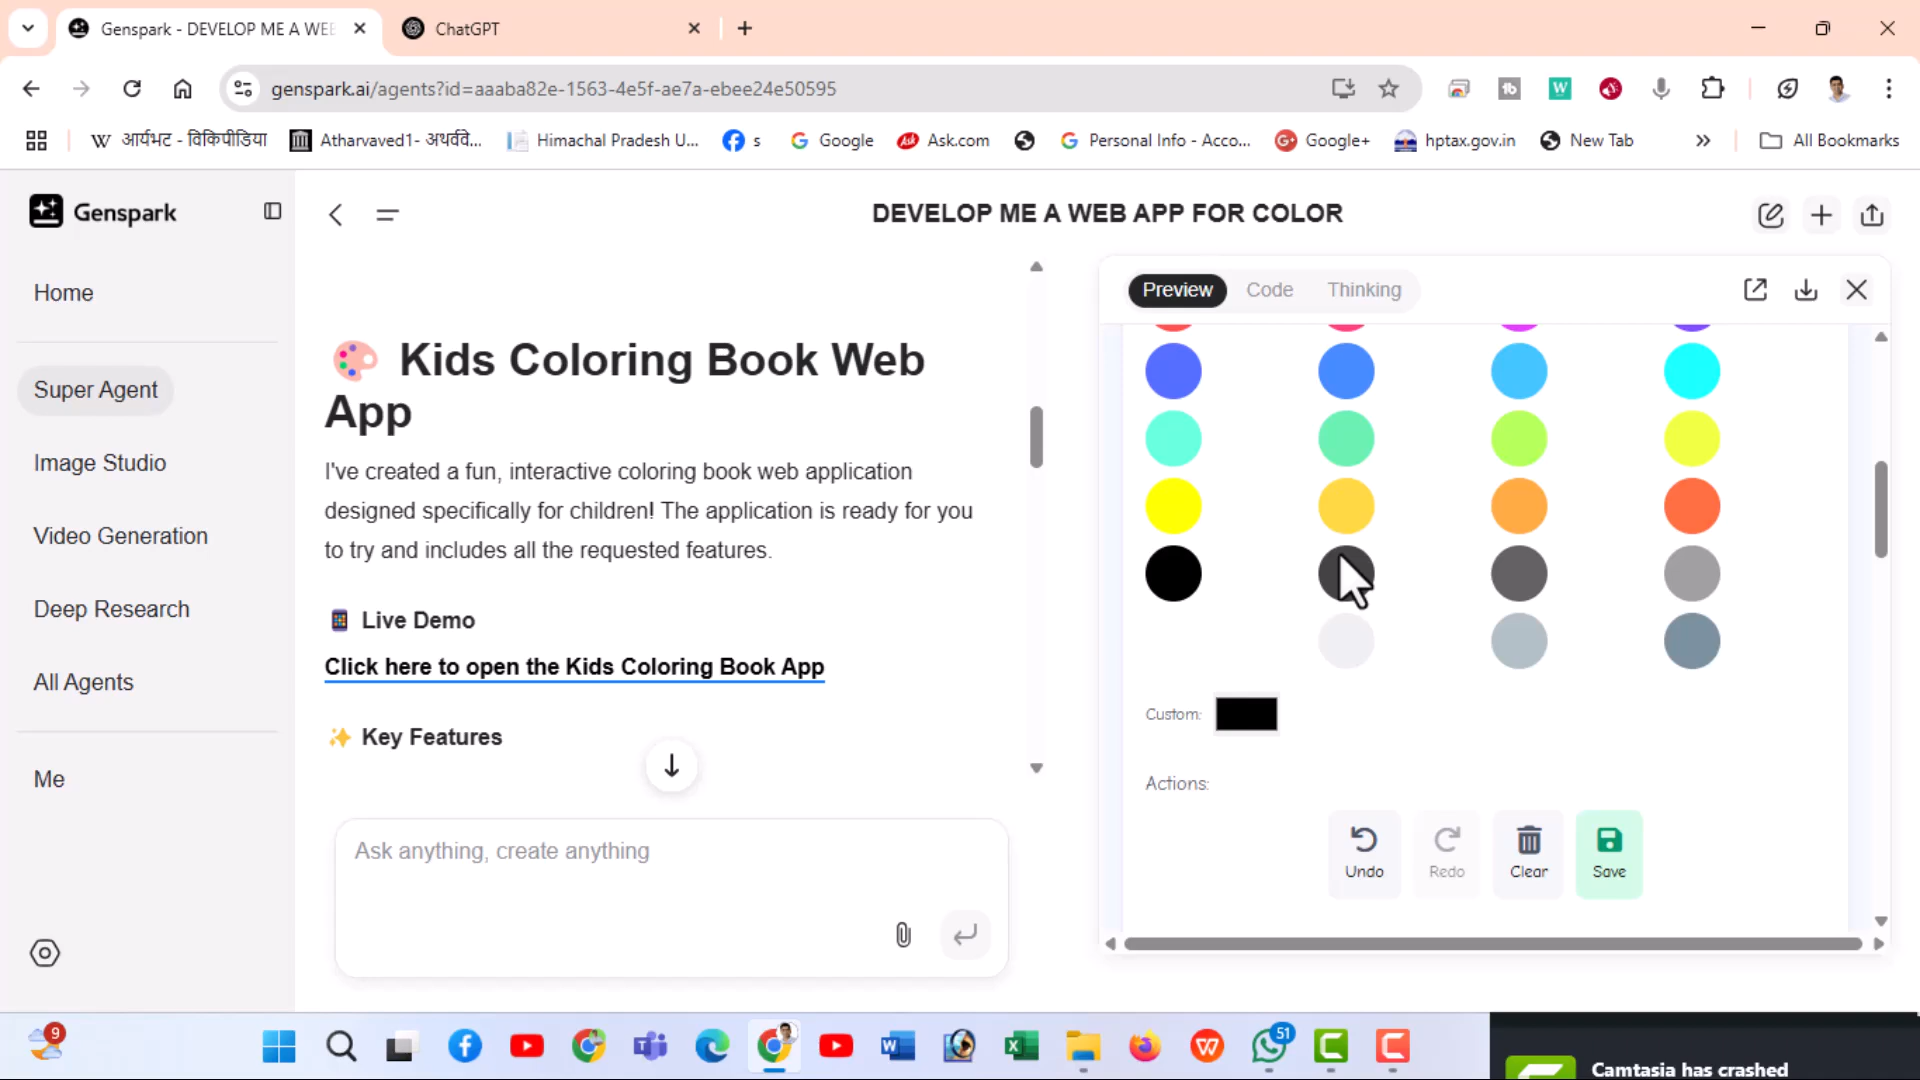 Genspark - DEVELOP ME A WEB
ChatGPT
genspark.ai/agents?id=aaaba82e-1563-4e5f-ae7a-ebee24e50595
आर्यभट - विकिपीडिया
Atharvaved1- अथर्ववे...
Himachal Pradesh U...
s
Google
Ask.com
Personal Info - Acco...
Google+
hptax.gov.in
New Tab
All Bookmarks
Genspark
DEVELOP ME A WEB APP FOR COLOR
Home
Super Agent
Image Studio
Video Generation
Deep Research
All Agents
Me
Kids Coloring Book Web
App
I've created a fun, interactive coloring book web application
designed specifically for children! The application is ready for you
to try and includes all the requested features.
Live Demo
Click here to open the Kids Coloring Book App
Key Features
Ask anything, create anything
Preview
Code
Thinking
Custom:
Actions:
Undo
Redo
Clear
Save
9
51
Camtasia has crashed